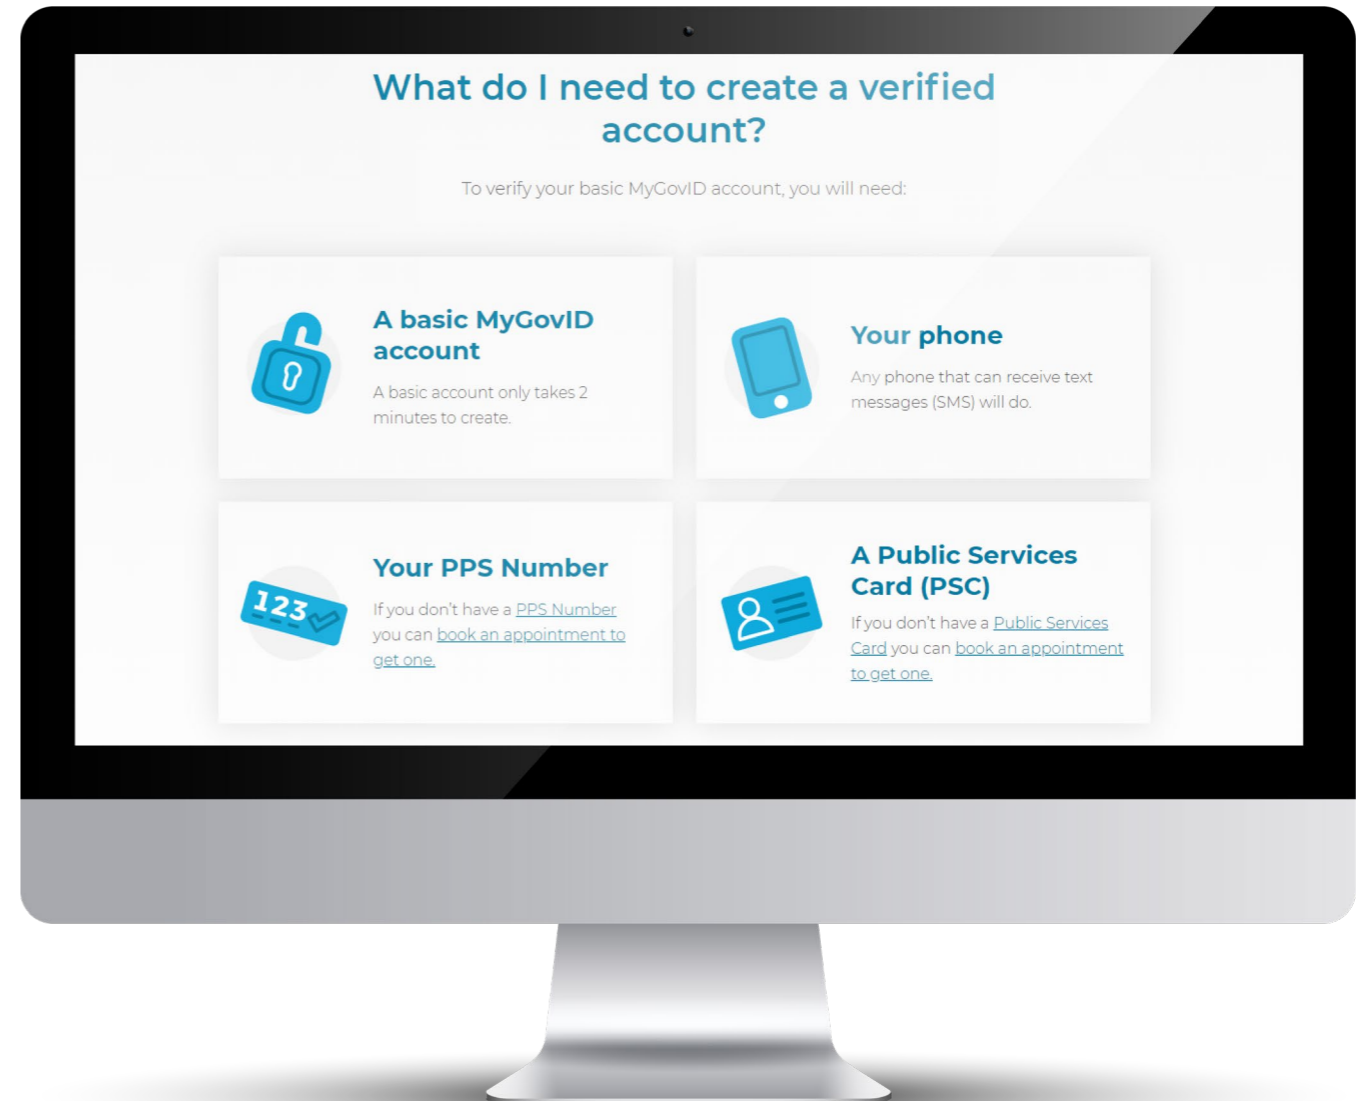 What do I need to create a verified
account?
To verify your basic MyGovID account, you will need:
A basic MyGovID
account
A basic account only takes 2
minutes to create.
Your phone
Any phone that can receive text
messages (SMS) will do.
123
Your PPS Number
If you don't have a PPS Number
you can book an appointment to
get one.
A Public Services
Card (PSC)
If you don't have a Public Services
Card you can book an appointment
to get one.